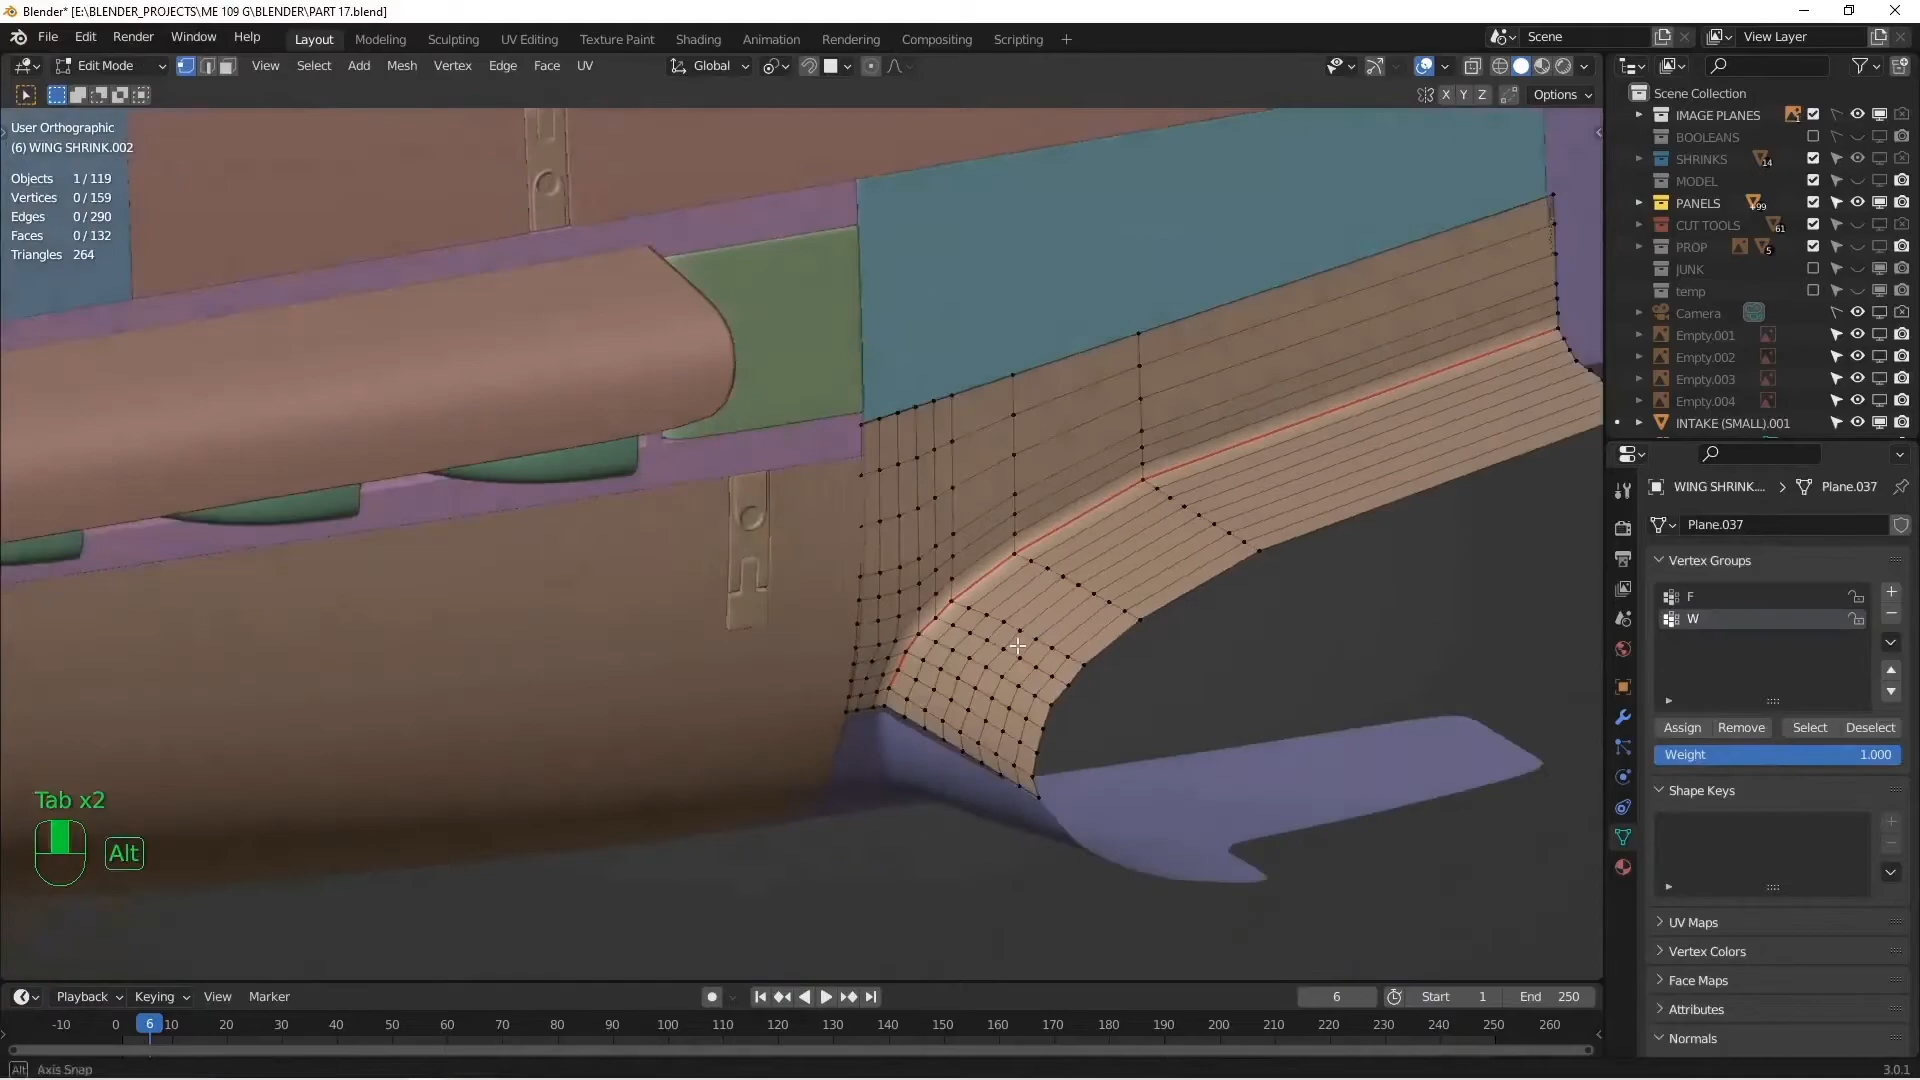 Blender* [E:\BLENDER_PROJECTS\ME 109 G\BLENDER\PART 17.blend]
File Edit Render Window Help Layout Modeling Sculpting UV Editing Texture Paint Shading Animation Rendering Compositing Scripting + Scene View Layer
Edit Mode View Select Add Mesh Vertex Edge Face UV Global
X Y Z Options
User Orthographic
(6) WING SHRINK.002
Objects 1 / 119
Vertices 0 / 159
Edges 0 / 290
Faces 0 / 132
Triangles 264
Scene Collection
IMAGE PLANES 1
BOOLEANS
SHRINKS 14
MODEL
PANELS
CUT TOOLS 61
PROP 5
JUNK
temp
Camera
Empty.001
Empty.002
Empty.003
Empty.004
INTAKE (SMALL).001
WING SHRINK.... Plane.037
Plane.037
Vertex Groups
F
W
Assign Remove Select Deselect
Weight 1.000
Shape Keys
UV Maps
Vertex Colors
Face Maps
Attributes
Normals
Tab x2
Alt
Playback Keying View Marker 6 Start 1 End 250
-10 0 6 10 20 30 40 50 60 70 80 90 100 110 120 130 140 150 160 170 180 190 200 210 220 230 240 250 260
Alt Axis Snap 3.0.1